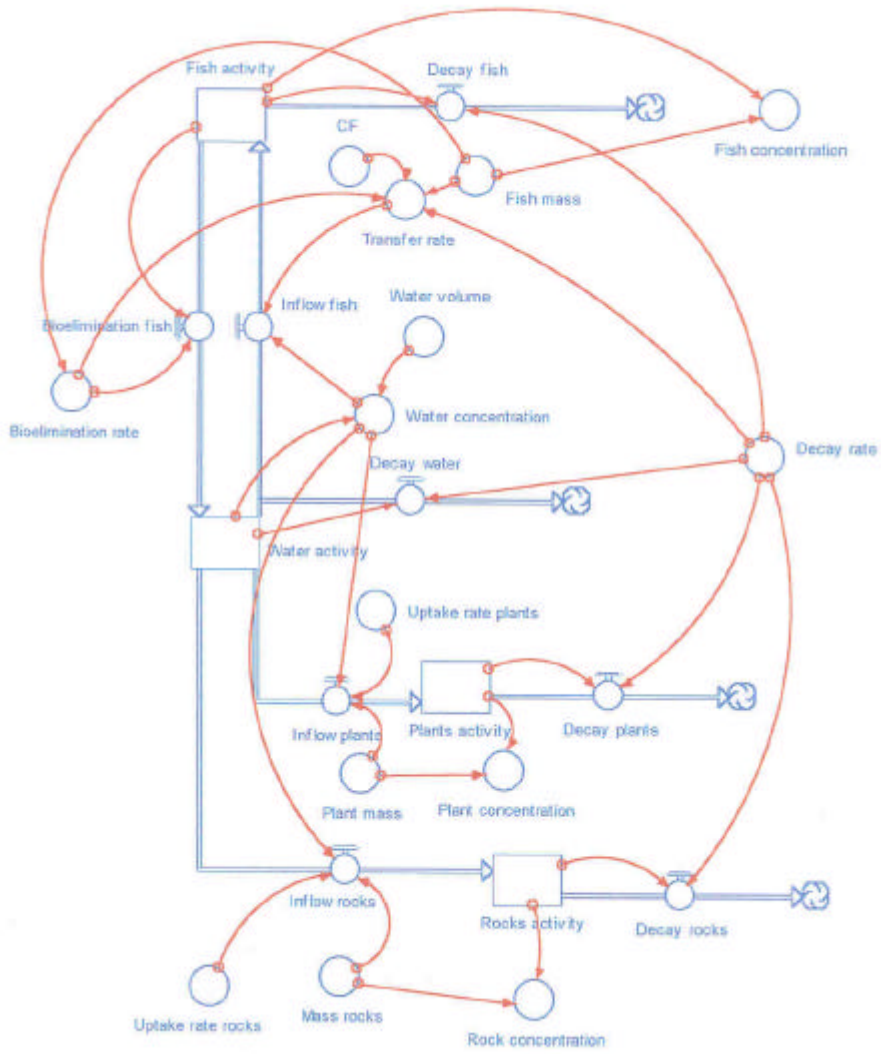 Fish activity
Decay fish
CF
Fish concentration
Fish mass
Transfer rate
Water volume
Inflow fish
Bioelimination fish
Water concentration
Bioelimination rate
Decay rate
Decay water
Water activity
Uptake rate plants
Inflow plants
Plants activity
Decay plants
Plant mass
Plant concentration
Inflow rocks
Rocks activity
Decay rocks
Uptake rate rocks
Mass rocks
Rock concentration